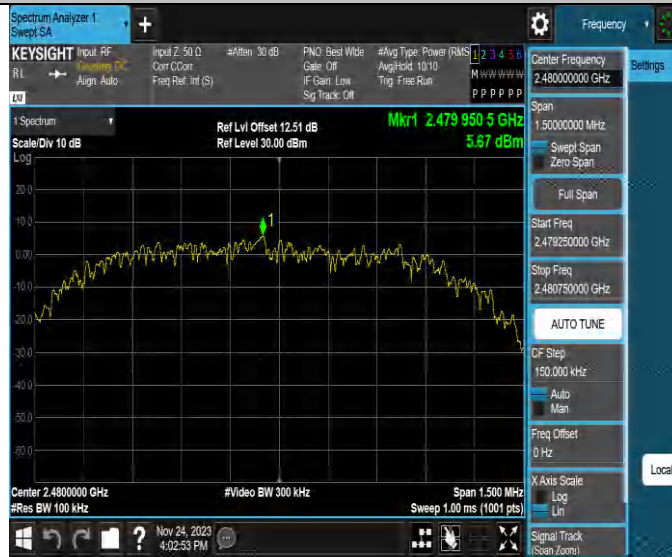 Spectrum Analyzer 1
Swept SA
+
Frequency
KEYSIGHT
Input: RF
Coupling: DC
Align: Auto
Input Z: 50 Ω
Corr CCorr
Freq Ref: Int (S)
#Atten: 30 dB
PNO: Best Wide
Gate: Off
IF Gain: Low
Sig Track: Off
#Avg Type: Power (RMS
Avg|Hold: 10/10
Trig: Free Run
1 2 3 4 5 6
M W W W W W
P P P P P P
R L
LXI
1 Spectrum
Scale/Div 10 dB
Log
Ref Lvl Offset 12.51 dB
Ref Level 30.00 dBm
Mkr1 2.479 950 5 GHz
5.67 dBm
20.0
10.0
0.00
-10.0
-20.0
-30.0
-40.0
-50.0
-60.0
1
Center 2.4800000 GHz
#Res BW 100 kHz
#Video BW 300 kHz
Span 1.500 MHz
Sweep 1.00 ms (1001 pts)
Center Frequency
2.480000000 GHz
Settings
Span
1.50000000 MHz
Swept Span
Zero Span
Full Span
Start Freq
2.479250000 GHz
Stop Freq
2.480750000 GHz
AUTO TUNE
CF Step
150.000 kHz
Auto
Man
Freq Offset
0 Hz
X Axis Scale
Log
Lin
Local
Signal Track
(Span Zoom)
?
Nov 24, 2023
4:02:53 PM